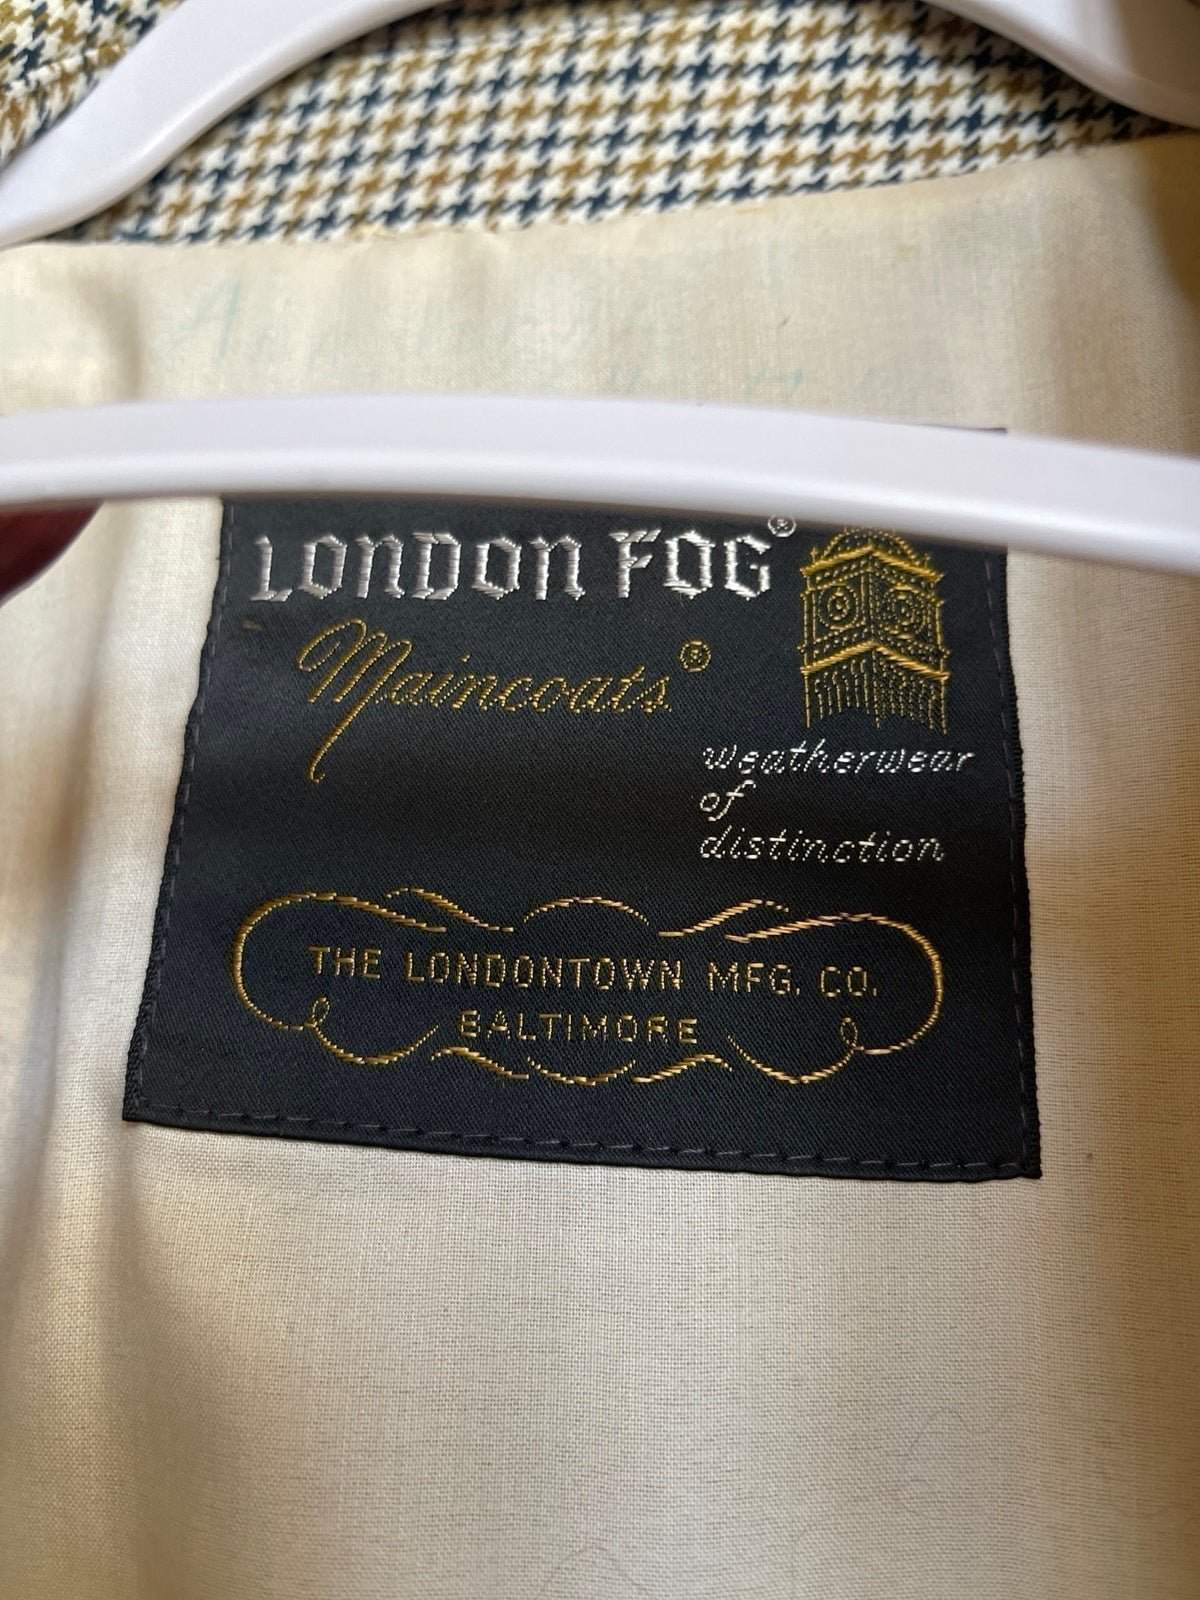 LONDON FOG®
Maincoats®
weatherwear
of
distinction
THE LONDONTOWN MFG. CO.
BALTIMORE